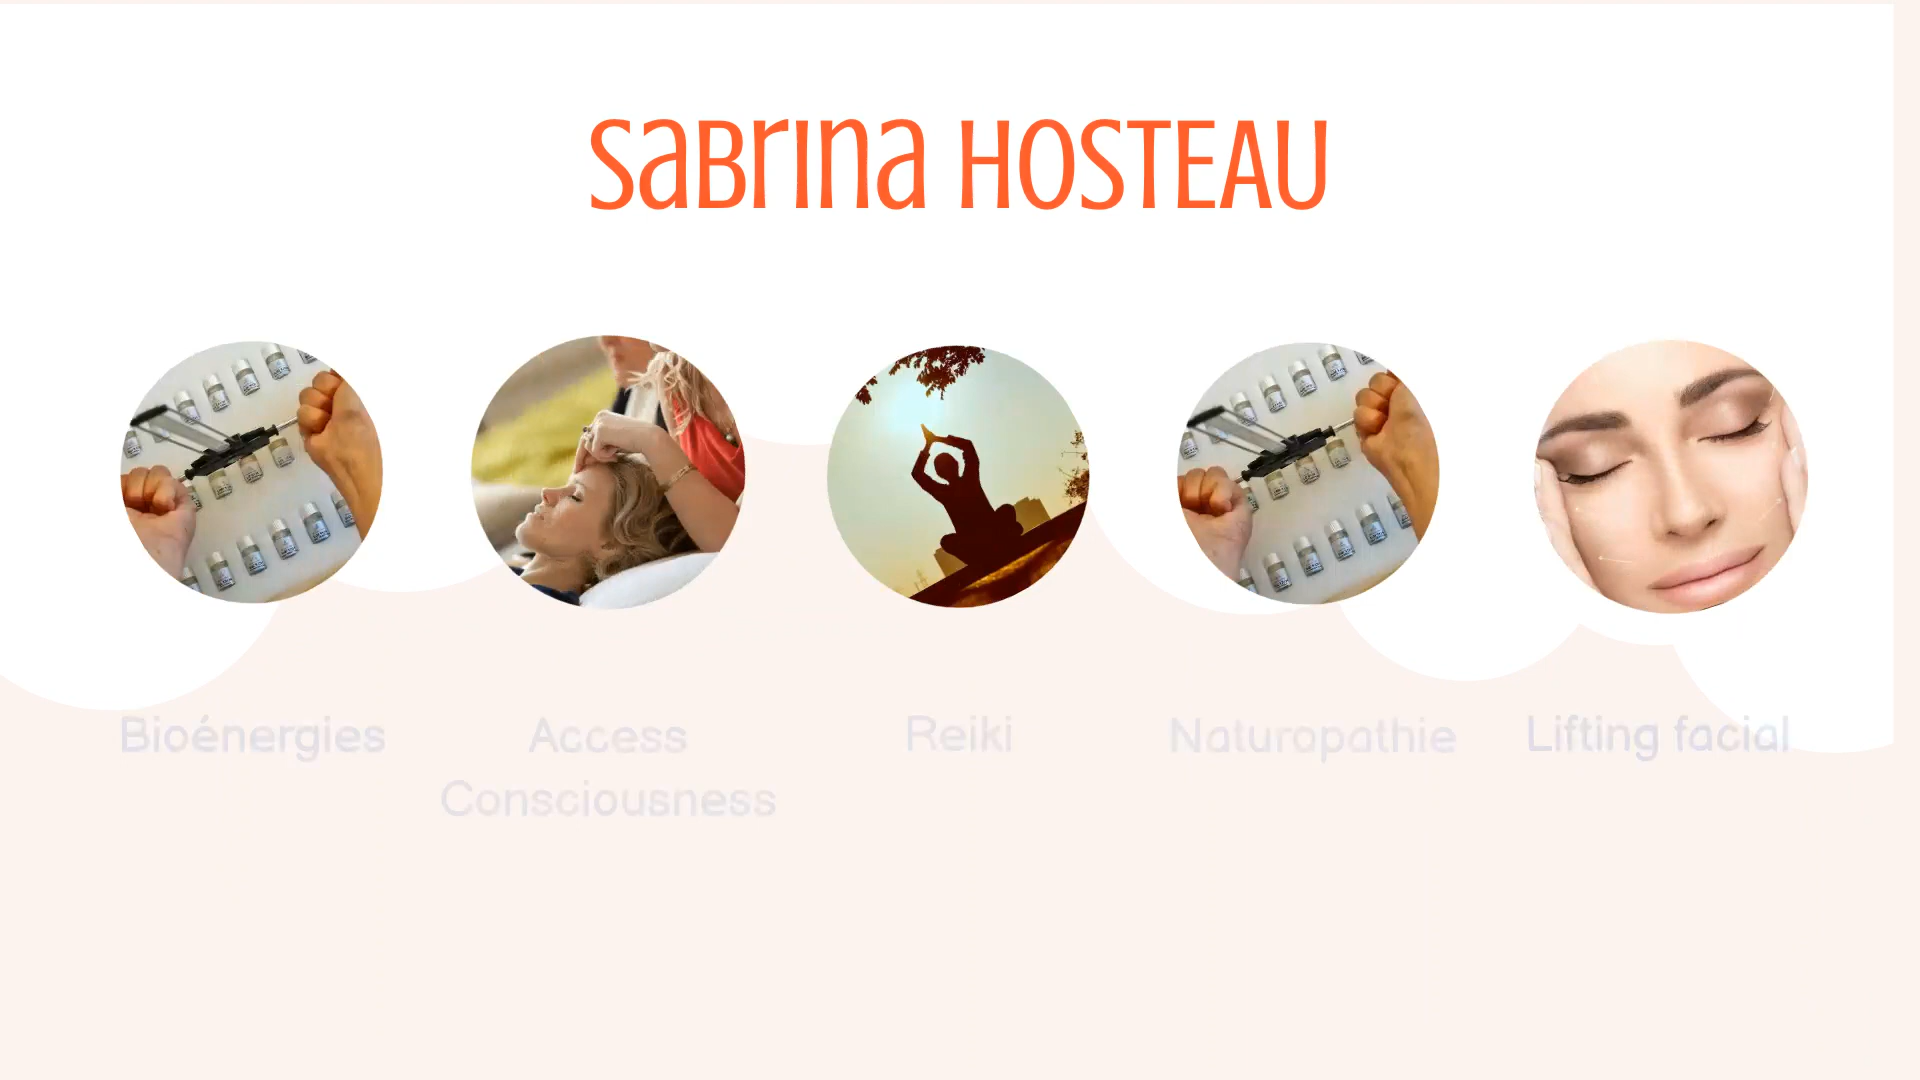 Sabrina HOSTEAU
Bioénergies
Access
Consciousness
Reiki
Naturopathie
Lifting facial